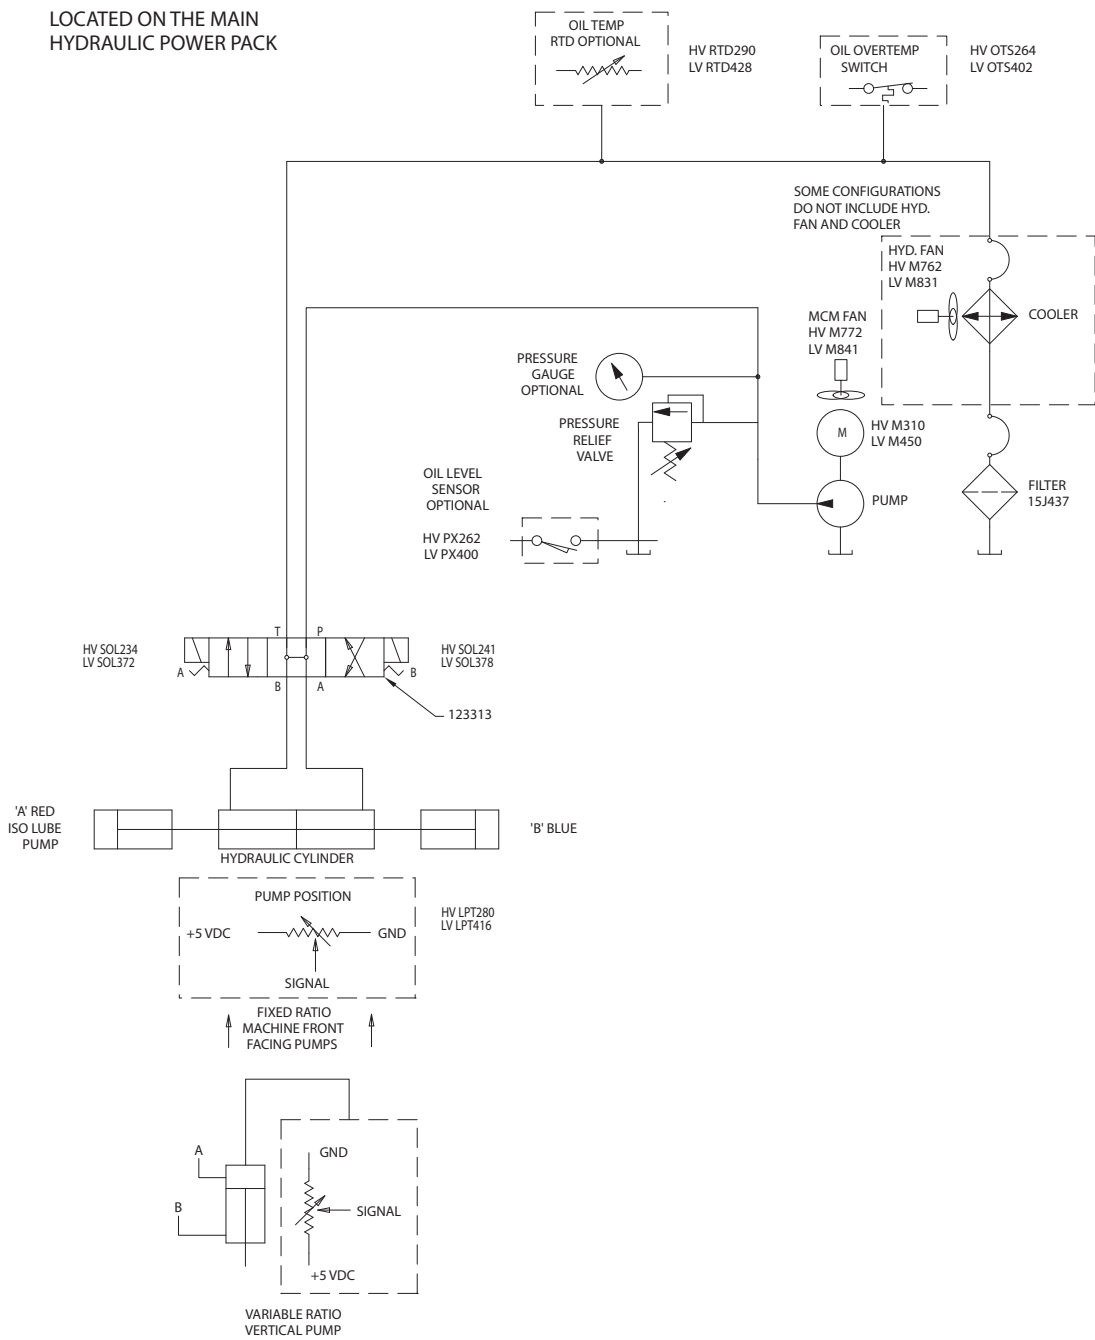 LOCATED ON THE MAIN
HYDRAULIC POWER PACK
OIL TEMP
RTD OPTIONAL
HV RTD290
LV RTD428
OIL OVERTEMP
SWITCH
HV OTS264
LV OTS402
SOME CONFIGURATIONS
DO NOT INCLUDE HYD.
FAN AND COOLER
HYD. FAN
HV M762
LV M831
COOLER
MCM FAN
HV M772
LV M841
PRESSURE
GAUGE
OPTIONAL
PRESSURE
RELIEF
VALVE
M
HV M310
LV M450
OIL LEVEL
SENSOR
OPTIONAL
HV PX262
LV PX400
PUMP
FILTER
15J437
HV SOL234
LV SOL372
T
P
HV SOL241
LV SOL378
A
B
B
A
123313
'A' RED
ISO LUBE
PUMP
'B' BLUE
HYDRAULIC CYLINDER
PUMP POSITION
HV LPT280
LV LPT416
+5 VDC
GND
SIGNAL
FIXED RATIO
MACHINE FRONT
FACING PUMPS
A
GND
B
SIGNAL
+5 VDC
VARIABLE RATIO
VERTICAL PUMP